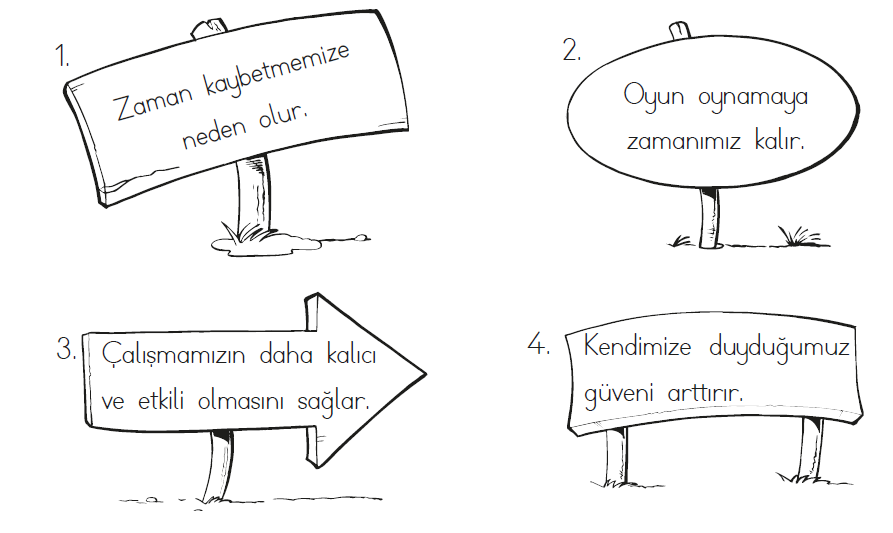 1.
Zaman kaybetmemize
neden olur.
2.
Oyun oynamaya
zamanımız kalır.
3.
Çalışmamızın daha kalıcı
ve etkili olmasını sağlar.
4.
Kendimize duyduğumuz
güveni arttırır.